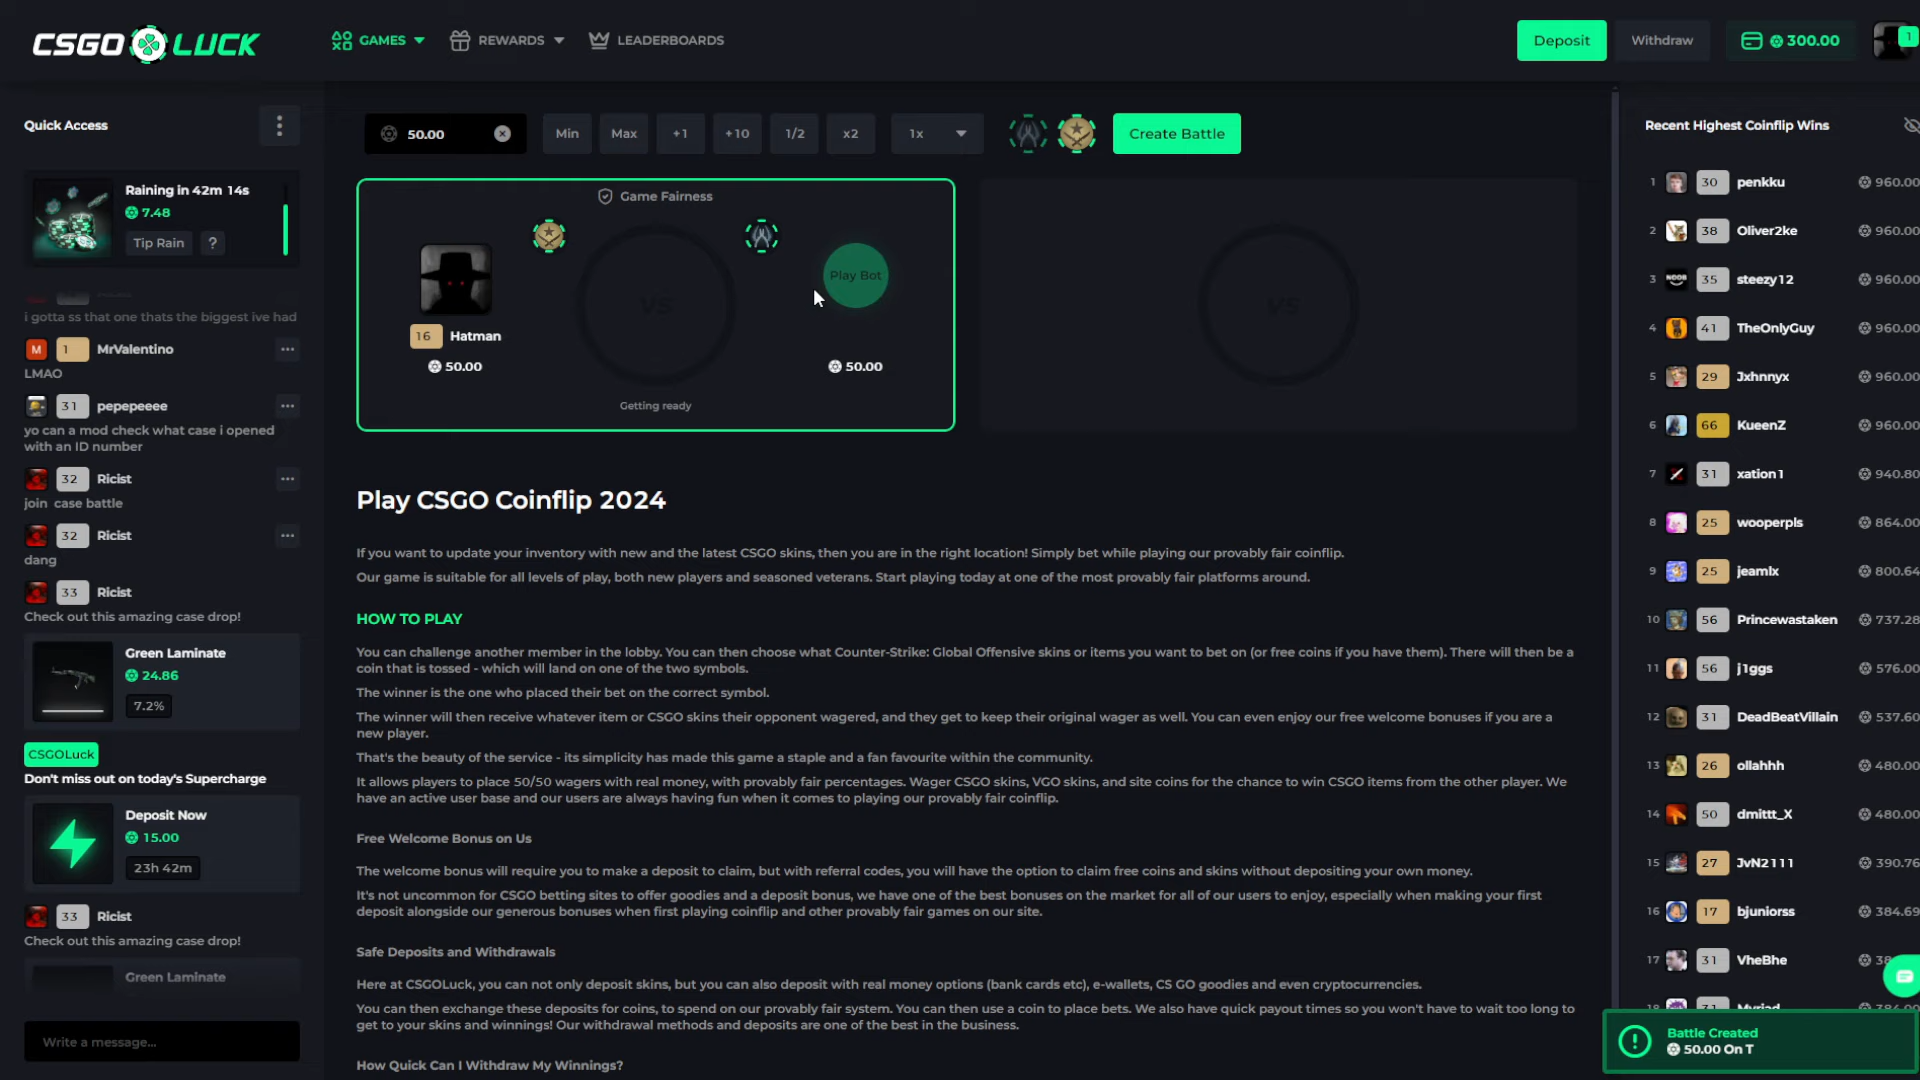 CSGO LUCK
GAMES
REWARDS
LEADERBOARDS
Deposit
Withdraw
300.00
1
Quick Access
Raining in 42m 14s
7.48
Tip Rain
?
i gotta ss that one thats the biggest ive had
M 1 MrValentino
LMAO
31 pepepeeee
yo can a mod check what case i opened
with an ID number
32 Ricist
join case battle
32 Ricist
dang
33 Ricist
Check out this amazing case drop!
Green Laminate
24.86
7.2%
CSGOLuck
Don't miss out on today's Supercharge
Deposit Now
15.00
23h 42m
33 Ricist
Check out this amazing case drop!
Green Laminate
Write a message...
50.00
Min
Max
+1
+10
1/2
x2
1x
Create Battle
Game Fairness
VS
Play Bot
16 Hatman
50.00
50.00
Getting ready
VS
Play CSGO Coinflip 2024
If you want to update your inventory with new and the latest CSGO skins, then you are in the right location! Simply bet while playing our provably fair coinflip.
Our game is suitable for all levels of play, both new players and seasoned veterans. Start playing today at one of the most provably fair platforms around.
HOW TO PLAY
You can challenge another member in the lobby. You can then choose what Counter-Strike: Global Offensive skins or items you want to bet on (or free coins if you have them). There will then be a
coin that is tossed - which will land on one of the two symbols.
The winner is the one who placed their bet on the correct symbol.
The winner will then receive whatever item or CSGO skins their opponent wagered, and they get to keep their original wager as well. You can even enjoy our free welcome bonuses if you are a
new player.
That's the beauty of the service - its simplicity has made this game a staple and a fan favourite within the community.
It allows players to place 50/50 wagers with real money, with provably fair percentages. Wager CSGO skins, VGO skins, and site coins for the chance to win CSGO items from the other player. We
have an active user base and our users are always having fun when it comes to playing our provably fair coinflip.
Free Welcome Bonus on Us
The welcome bonus will require you to make a deposit to claim, but with referral codes, you will have the option to claim free coins and skins without depositing your own money.
It's not uncommon for CSGO betting sites to offer goodies and a deposit bonus, we have one of the best bonuses on the market for all of our users to enjoy, especially when making your first
deposit alongside our generous bonuses when first playing coinflip and other provably fair games on our site.
Safe Deposits and Withdrawals
Here at CSGOLuck, you can not only deposit skins, but you can also deposit with real money options (bank cards etc), e-wallets, CS GO goodies and even cryptocurrencies.
You can then exchange these deposits for coins, to spend on our provably fair system. You can then use a coin to place bets. We also have quick payout times so you won't have to wait too long to
get to your skins and winnings! Our withdrawal methods and deposits are one of the best in the business.
How Quick Can I Withdraw My Winnings?
Recent Highest Coinflip Wins
1 30 penkku 960.00
2 38 Oliver2ke 960.00
3 35 steezy12 960.00
4 41 TheOnlyGuy 960.00
5 29 Jxhnnyx 960.00
6 66 KueenZ 960.00
7 31 xation1 940.80
8 25 wooperpls 864.00
9 25 jeamlx 800.64
10 56 Princewastaken 737.28
11 56 j1ggs 576.00
12 31 DeadBeatVillain 537.60
13 26 ollahhh 480.00
14 50 dmittt_X 480.00
15 27 JvN2111 390.76
16 17 bjuniorss 384.69
17 31 VheBhe
Myriad
Battle Created
50.00 On T